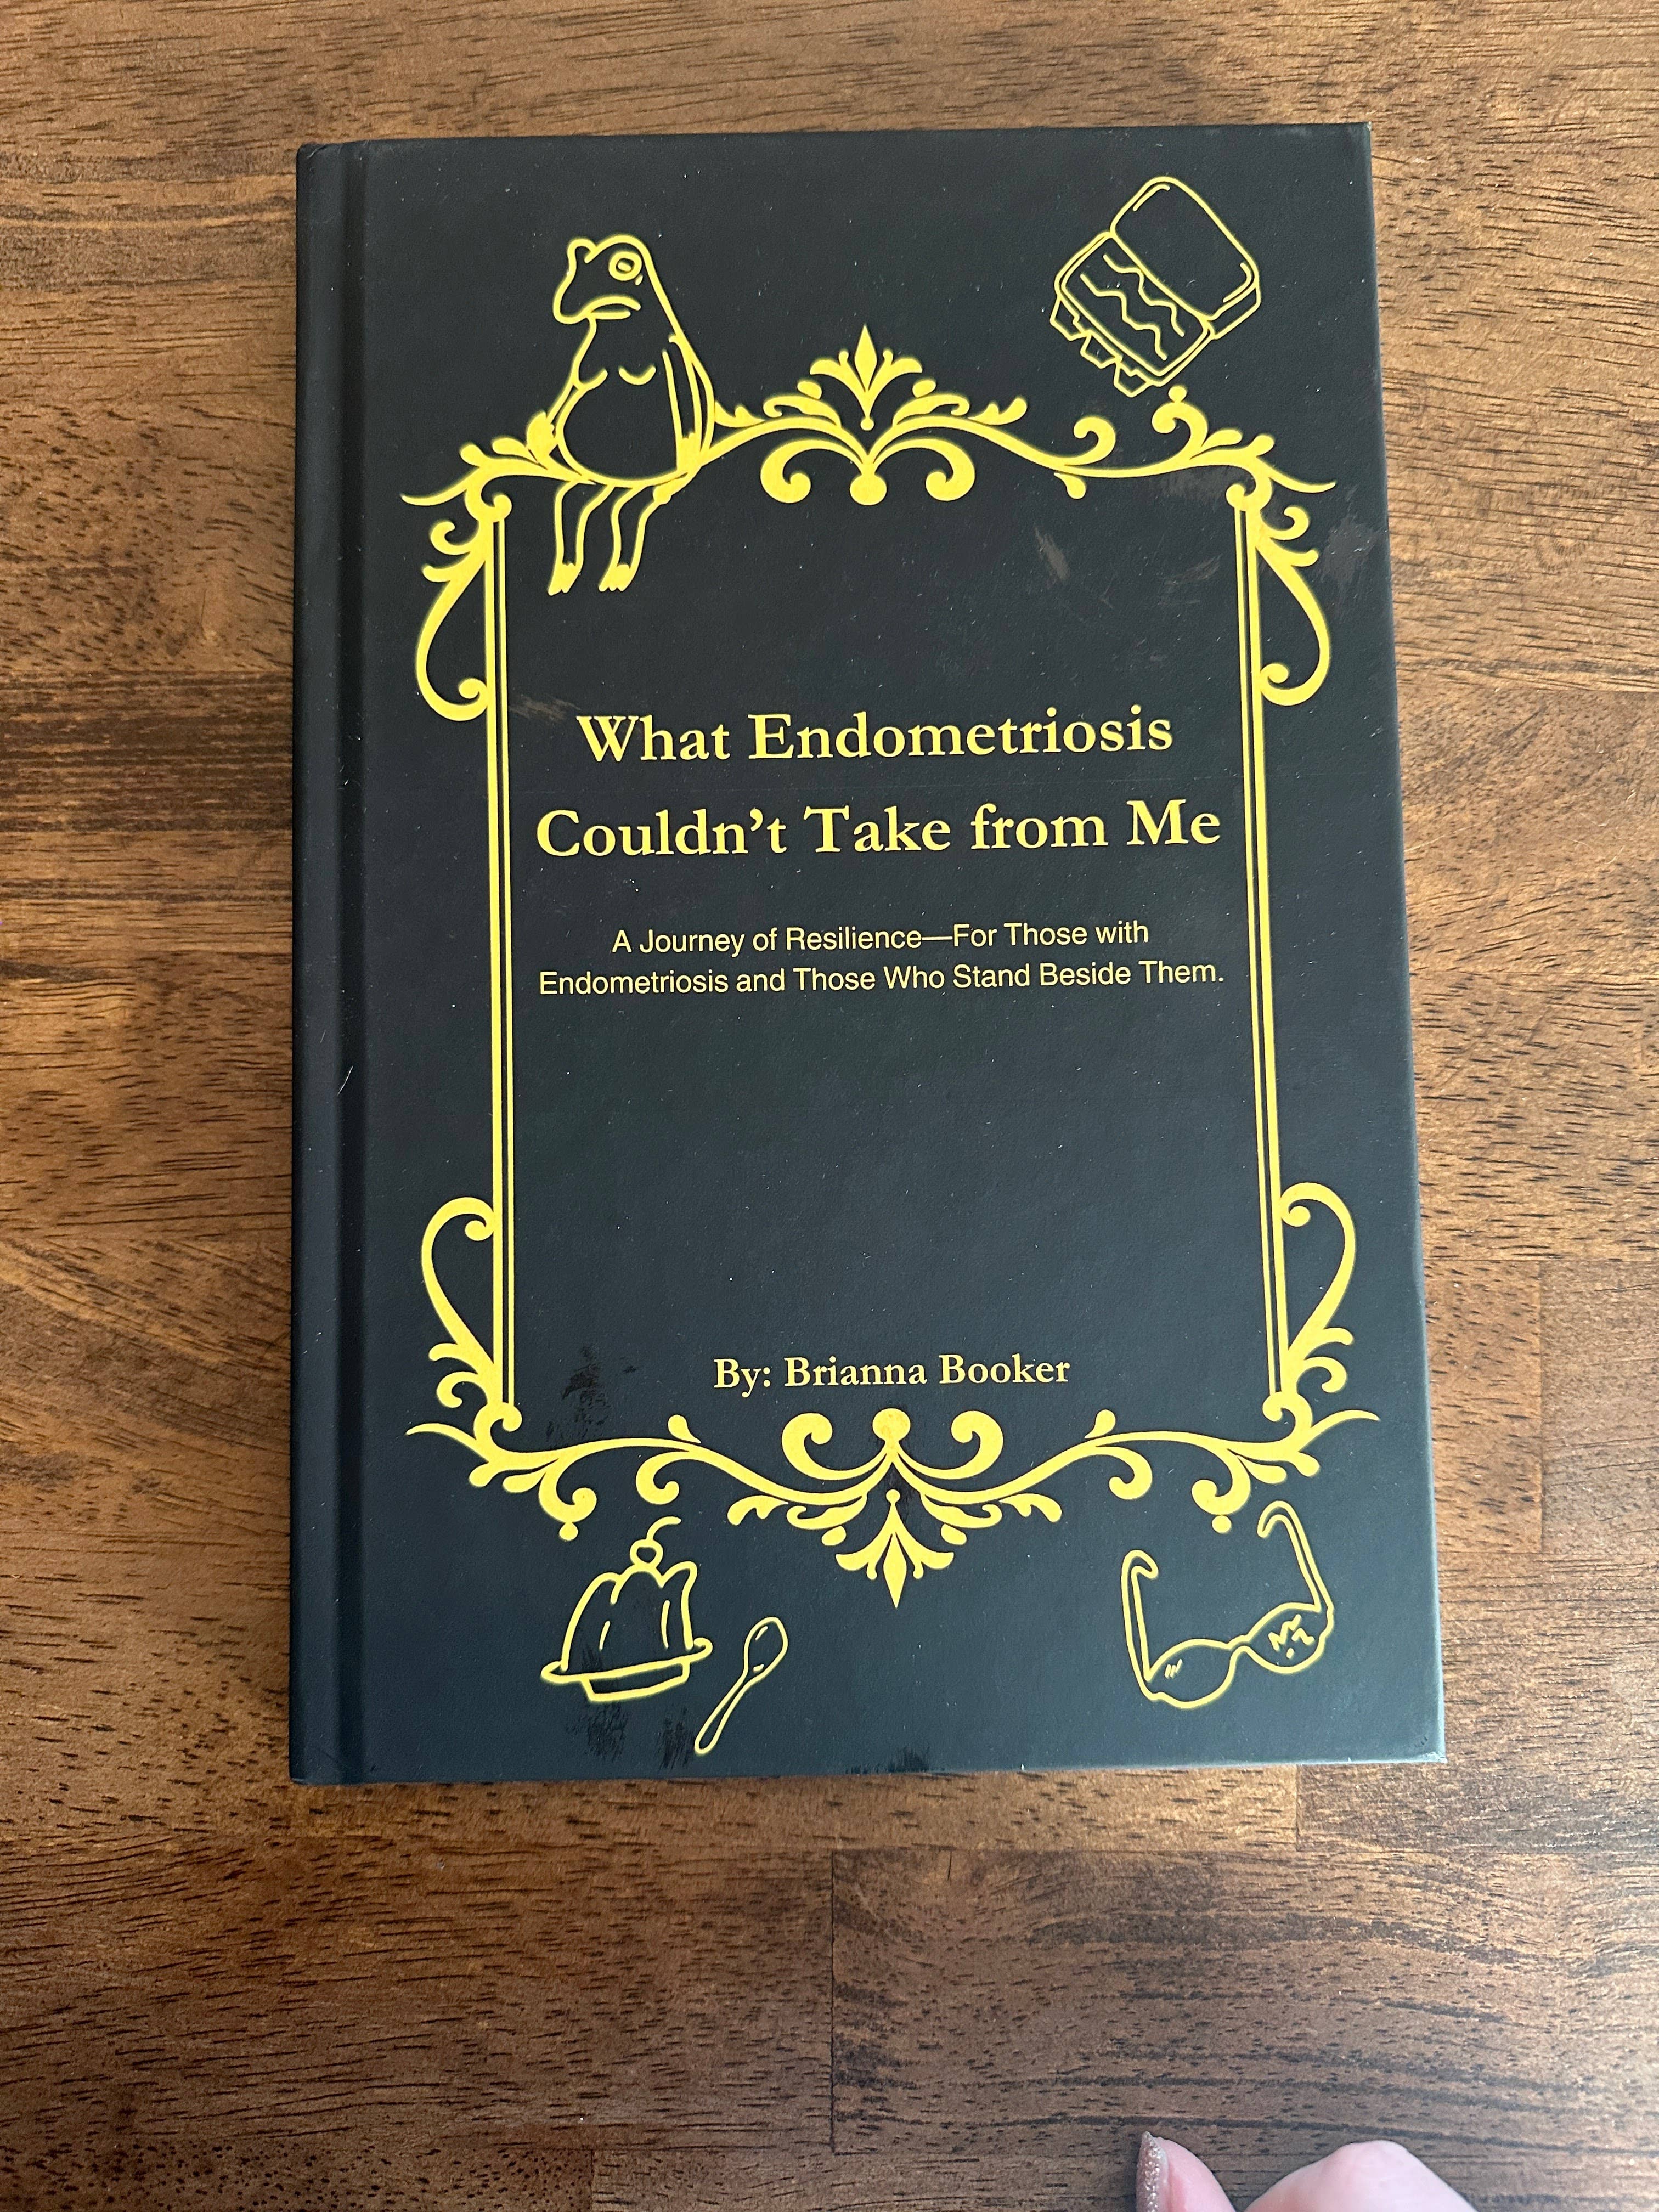 What Endometriosis
Couldn’t Take from Me
A Journey of Resilience—For Those with
Endometriosis and Those Who Stand Beside Them.
By: Brianna Booker